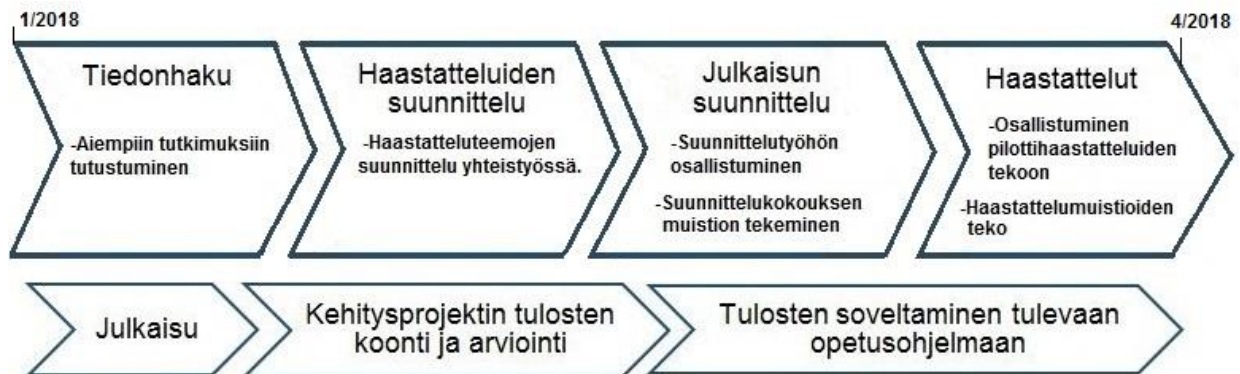 1/2018
4/2018
Tiedonhaku
-Aiempiin tutkimuksiin
tutustuminen
Haastatteluiden
suunnittelu
-Haastatteluteemojen
suunnittelu yhteistyössä.
Julkaisun
suunnittelu
-Suunnittelutyöhön
osallistuminen
-Suunnittelukokouksen
muistion tekeminen
Haastattelut
-Osallistuminen
pilottihaastatteluiden
tekoon
-Haastattelumuistioiden
teko
Julkaisu
Kehitysprojektin tulosten
koonti ja arviointi
Tulosten soveltaminen tulevaan
opetusohjelmaan